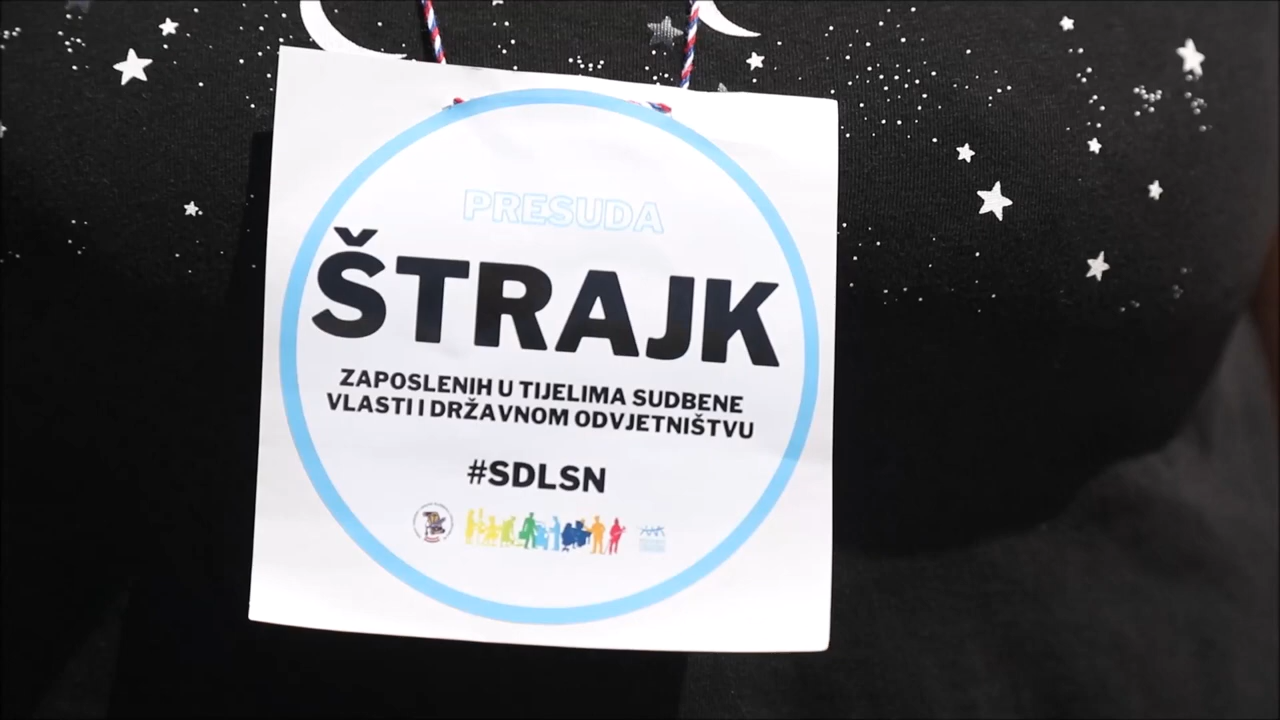 PRESUDA
ŠTRAJK
ZAPOSLENIH U TIJELIMA SUDBENE
VLASTI I DRŽAVNOM ODVJETNIŠTVU
#SDLSN